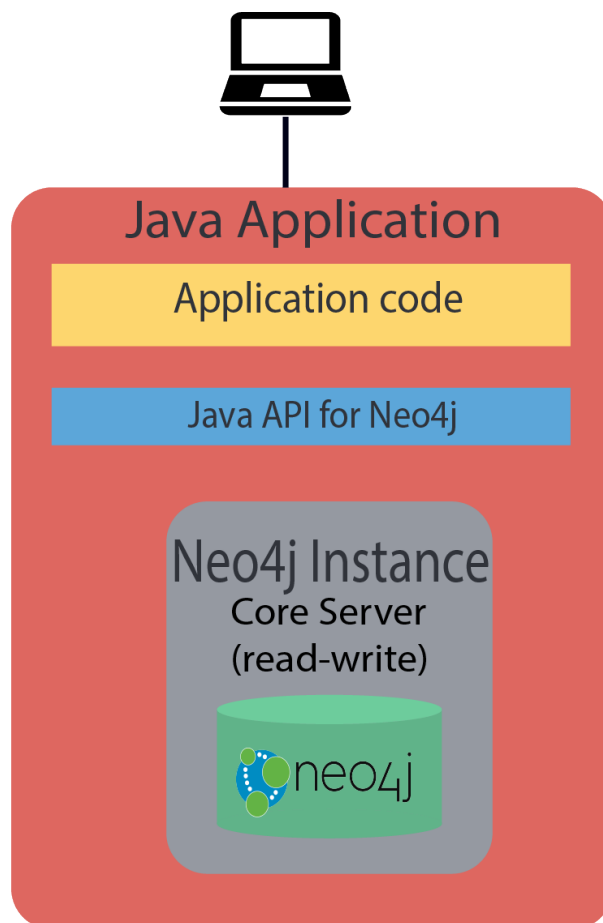 Java Application
Application code
Java API for Neo4j
Neo4j Instance
Core Server
(read-write)
neo4j